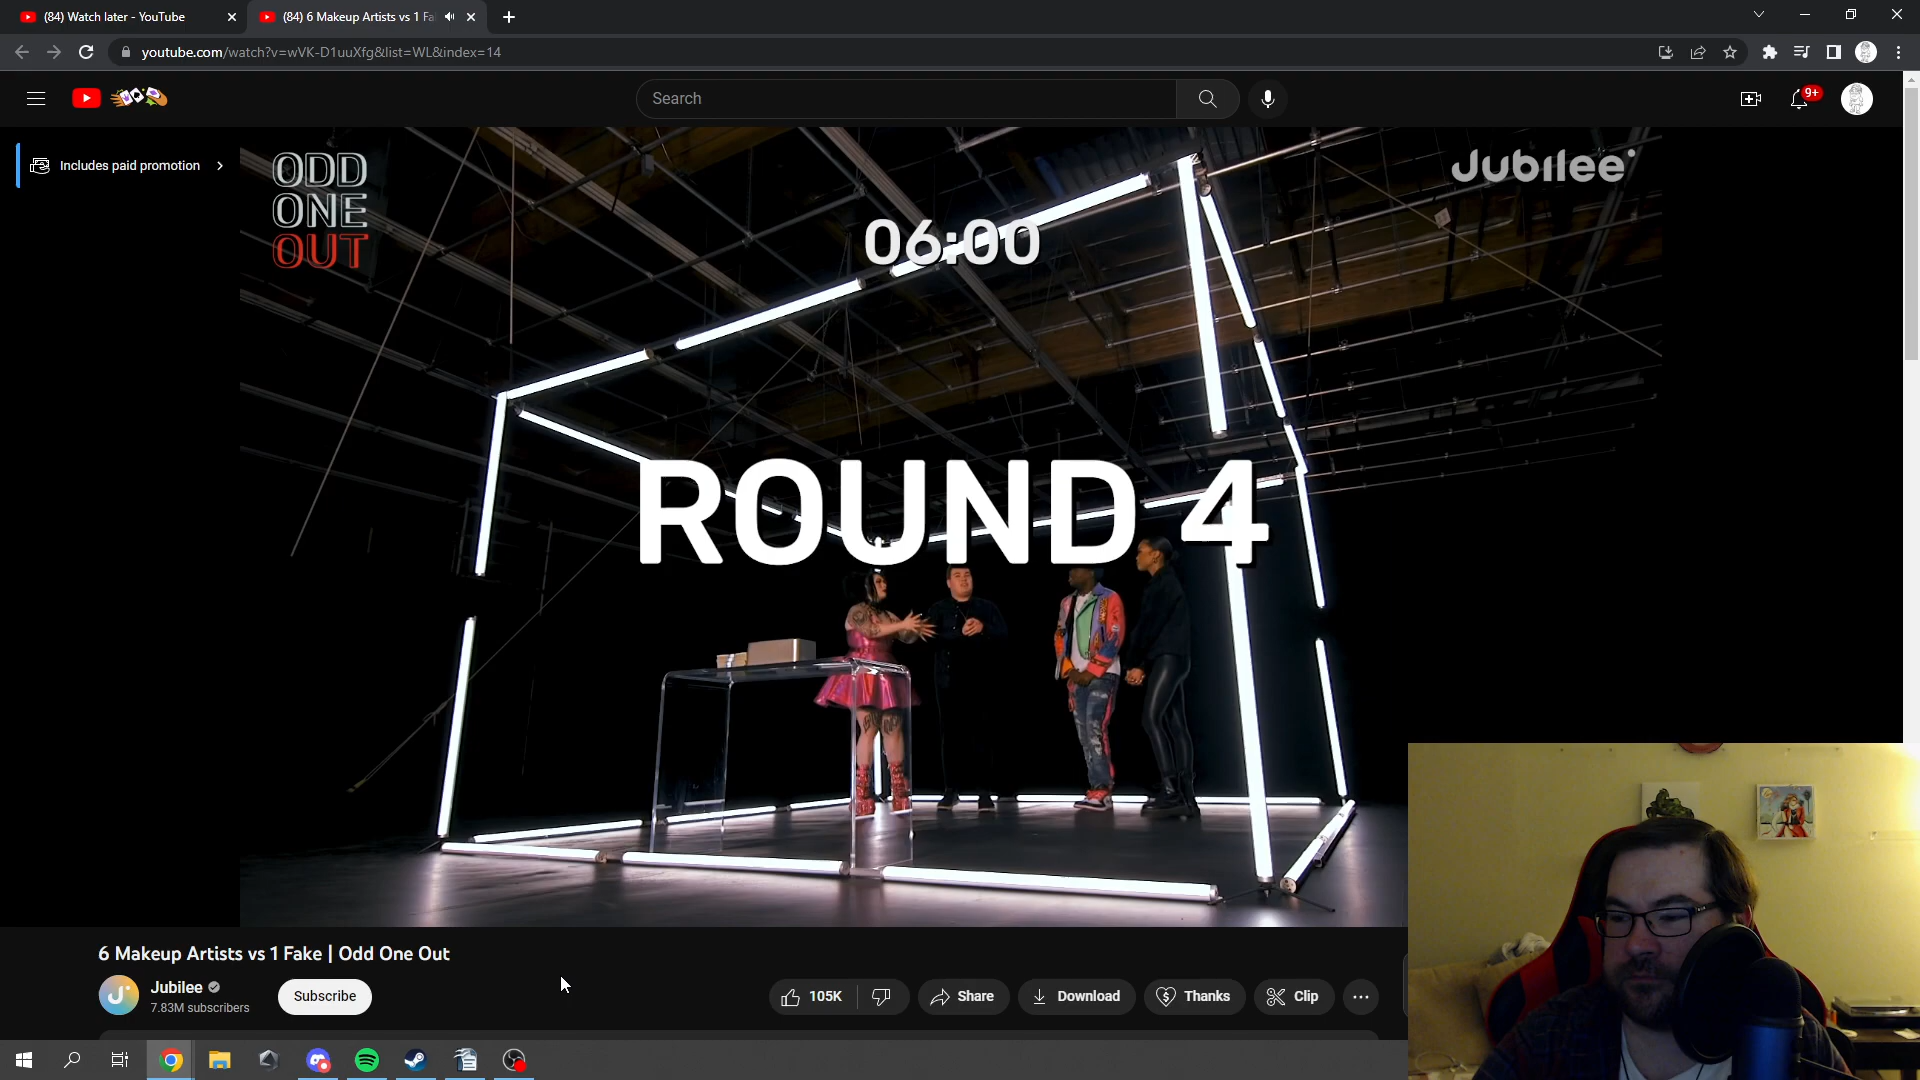 (84) Watch later - YouTube
(84) 6 Makeup Artists vs 1 Fa
youtube.com/watch?v=wVK-D1uuXfg&list=WL&index=14
Search
9+
Includes paid promotion
ODD
ONE
OUT
Jubilee
06:00
ROUND 4
6 Makeup Artists vs 1 Fake | Odd One Out
Jubilee
7.83M subscribers
Subscribe
105K
Share
Download
Thanks
Clip